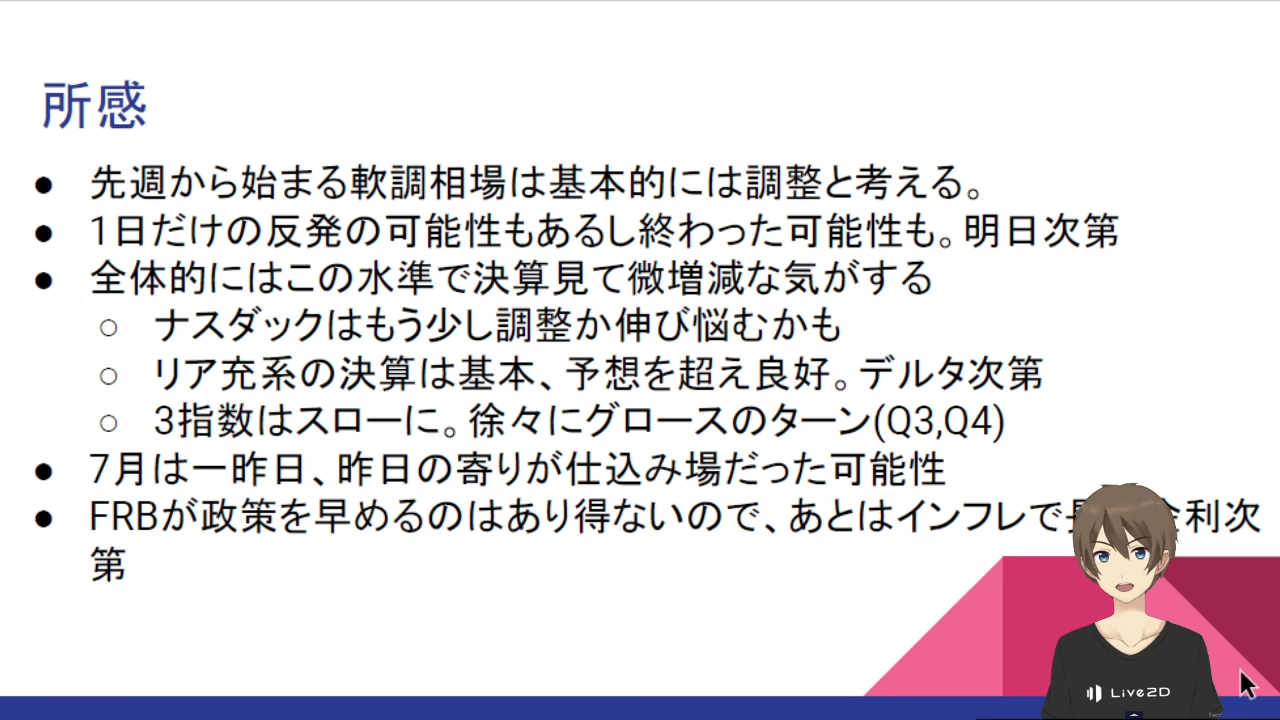 所感
● 先週から始まる軟調相場は基本的には調整と考える。
● 1日だけの反発の可能性もあるし終わった可能性も。明日次第
● 全体的にはこの水準で決算見て微増減な気がする
○ ナスダックはもう少し調整か伸び悩むかも
○ リア充系の決算は基本、予想を超え良好。デルタ次第
○ 3指数はスローに。徐々にグロースのターン(Q3,Q4)
● 7月は一昨日、昨日の寄りが仕込み場だった可能性
● FRBが政策を早めるのはあり得ないので、あとはインフレで 金利次
第
Live2D